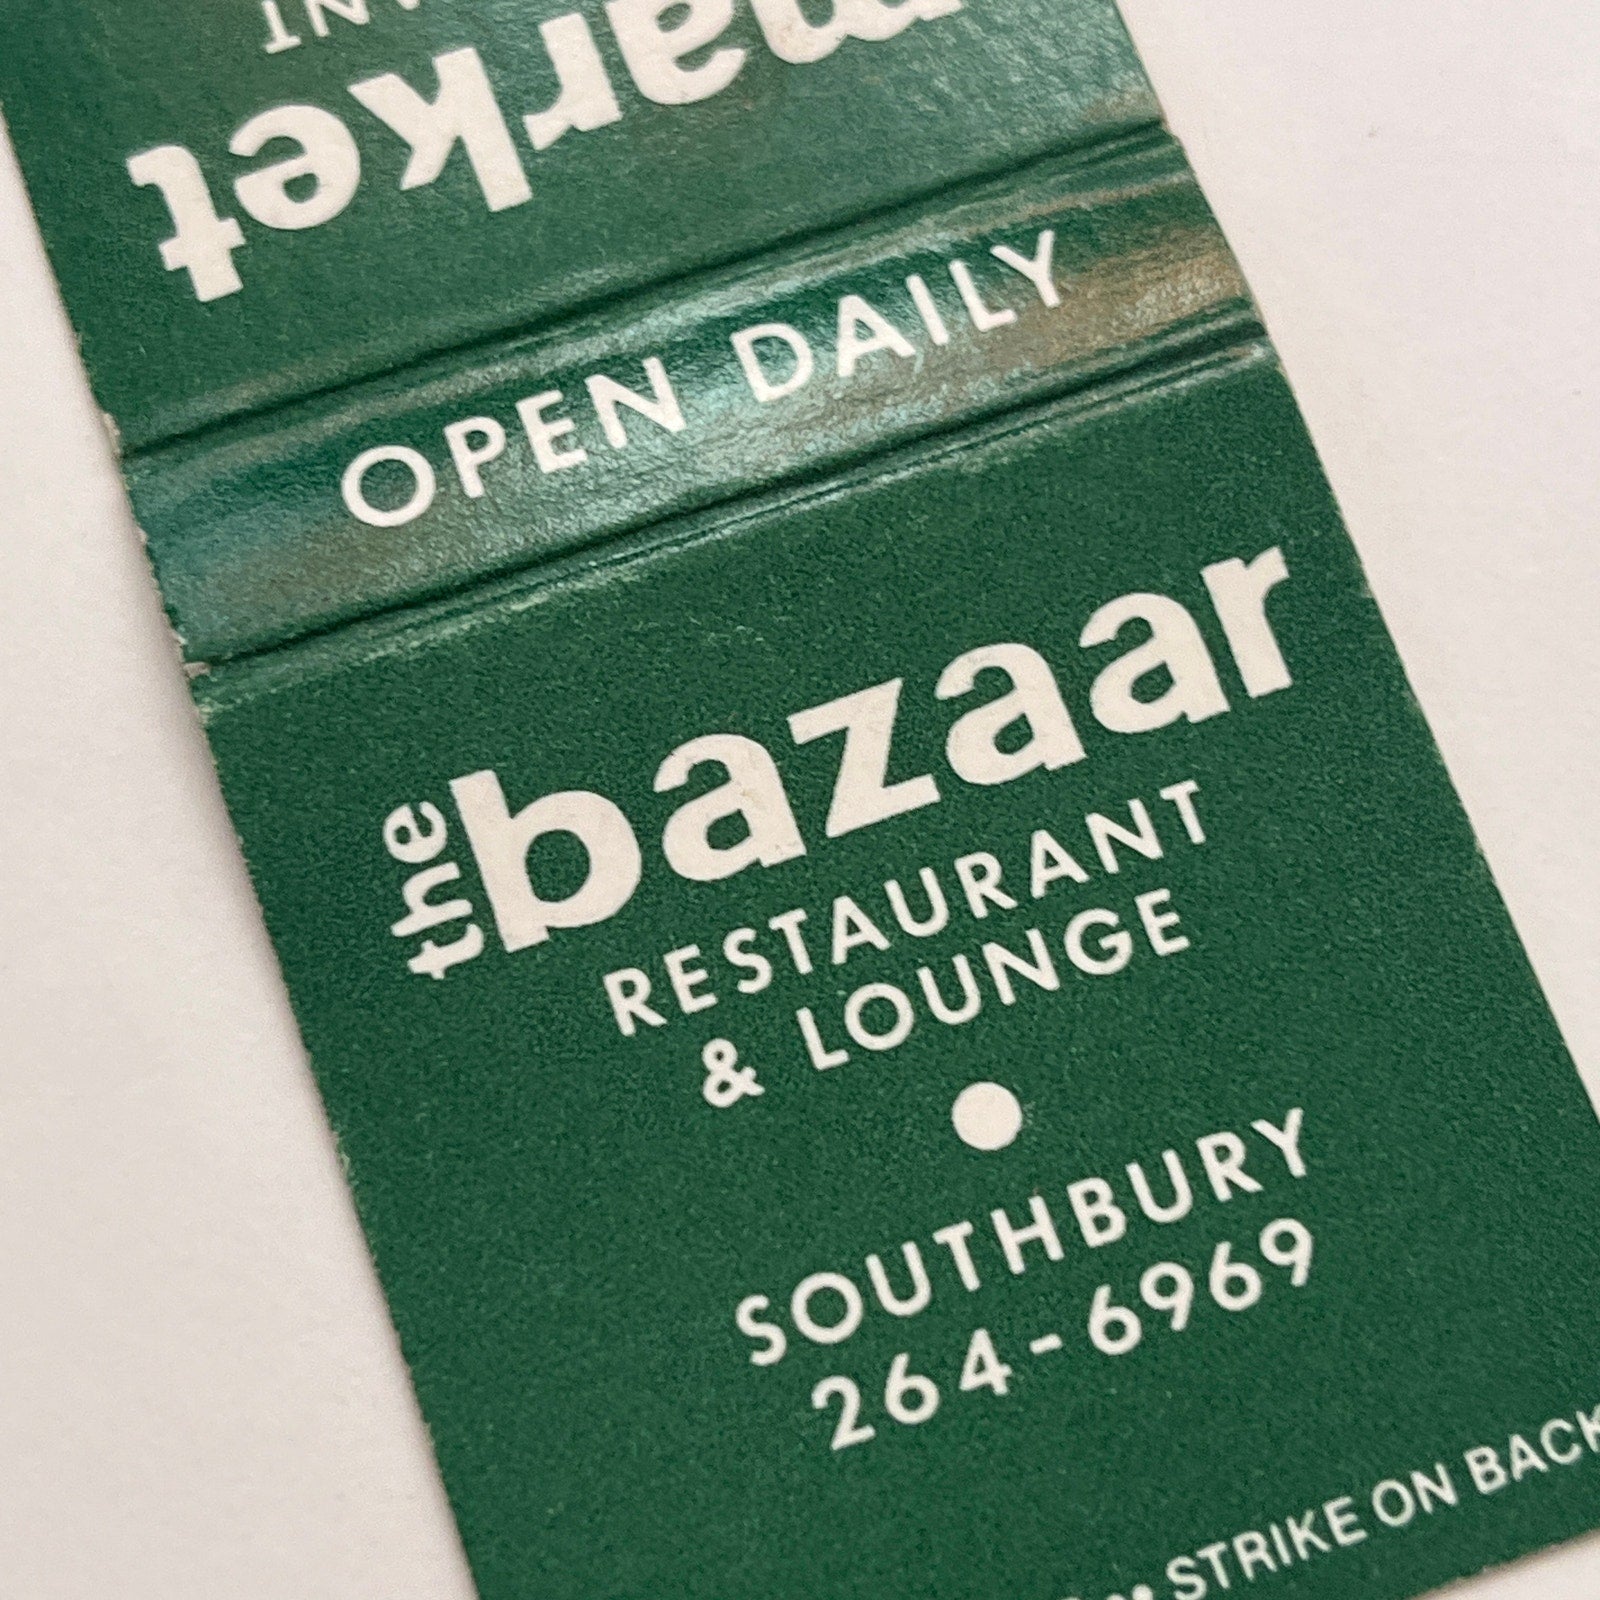 market
OPEN DAILY
the bazaar
RESTAURANT
& LOUNGE
SOUTHBURY
264-6969
STRIKE ON BACK